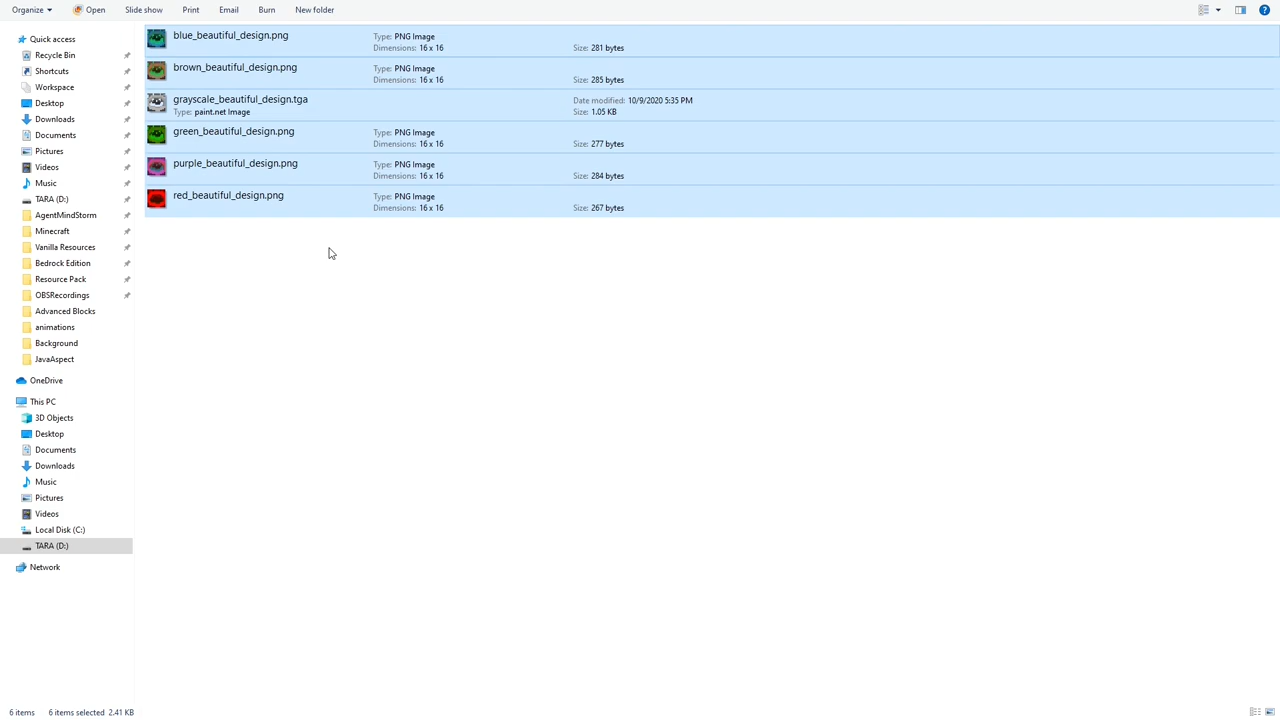 Organize Open Slide show Print Email Burn New folder
Quick access
Recycle Bin
Shortcuts
Workspace
Desktop
Downloads
Documents
Pictures
Videos
Music
TARA (D:)
AgentMindStorm
Minecraft
Vanilla Resources
Bedrock Edition
Resource Pack
OBSRecordings
Advanced Blocks
animations
Background
JavaAspect
OneDrive
This PC
3D Objects
Desktop
Documents
Downloads
Music
Pictures
Videos
Local Disk (C:)
TARA (D:)
Network
blue_beautiful_design.png
Type: PNG Image
Dimensions: 16 x 16
Size: 281 bytes
brown_beautiful_design.png
Type: PNG Image
Dimensions: 16 x 16
Size: 285 bytes
grayscale_beautiful_design.tga
Type: paint.net Image
Date modified: 10/9/2020 5:35 PM
Size: 1.05 KB
green_beautiful_design.png
Type: PNG Image
Dimensions: 16 x 16
Size: 277 bytes
purple_beautiful_design.png
Type: PNG Image
Dimensions: 16 x 16
Size: 284 bytes
red_beautiful_design.png
Type: PNG Image
Dimensions: 16 x 16
Size: 267 bytes
6 items 6 items selected 2.41 KB